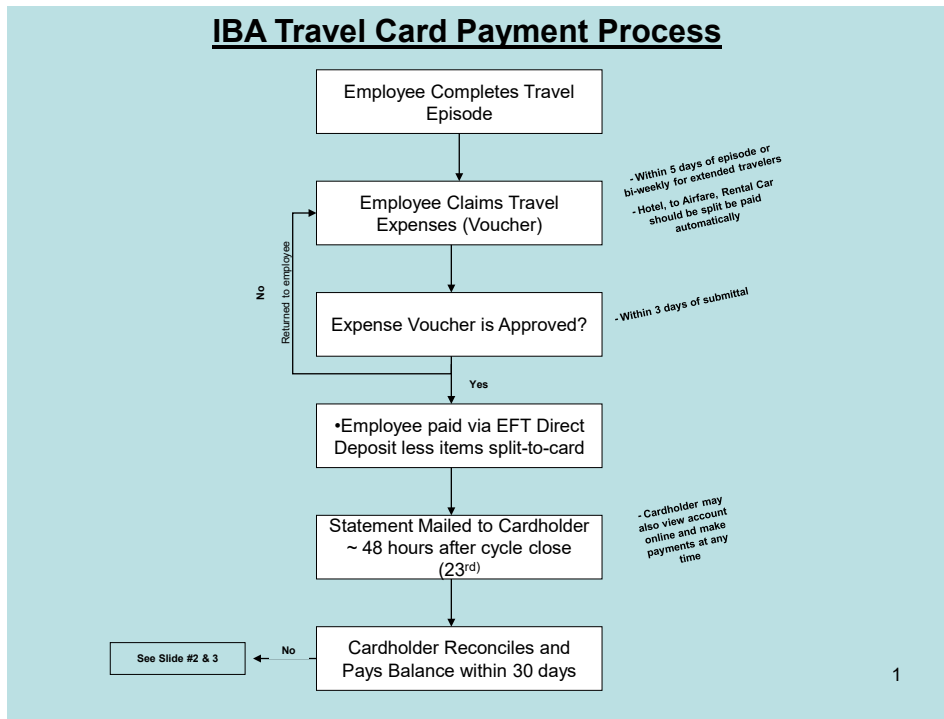 IBA Travel Card Payment Process
Employee Completes Travel
Episode
- Within 5 days of episode or
bi-weekly for extended travelers
- Hotel, to Airfare, Rental Car
should be split be paid
automatically
Employee Claims Travel
Expenses (Voucher)
No
Returned to employee
- Within 3 days of submittal
Expense Voucher is Approved?
Yes
•Employee paid via EFT Direct
Deposit less items split-to-card
- Cardholder may
also view account
online and make
payments at any
time
Statement Mailed to Cardholder
~ 48 hours after cycle close
(23rd)
Cardholder Reconciles and
Pays Balance within 30 days
No
See Slide #2 & 3
1